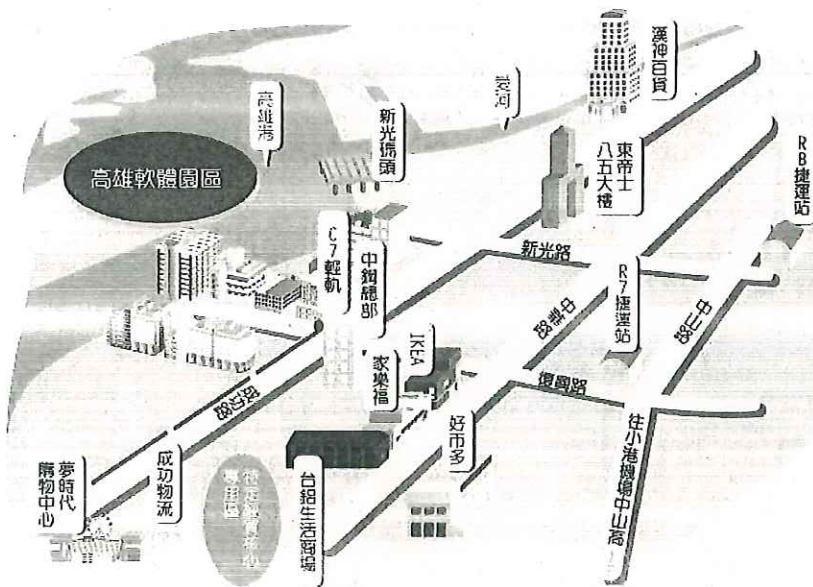 漢神百貨
愛河
高雄港
新光碼頭
東帝士
八五大樓
R8捷運站
高雄軟體園區
C7輕軌
中鋼總部
新光路
R7捷運站
中華路
中山路
IKEA
家樂福
好市多
成功路
往小港機場中山高
夢時代
購物中心
成功物流
專用區
台鋁生活商場